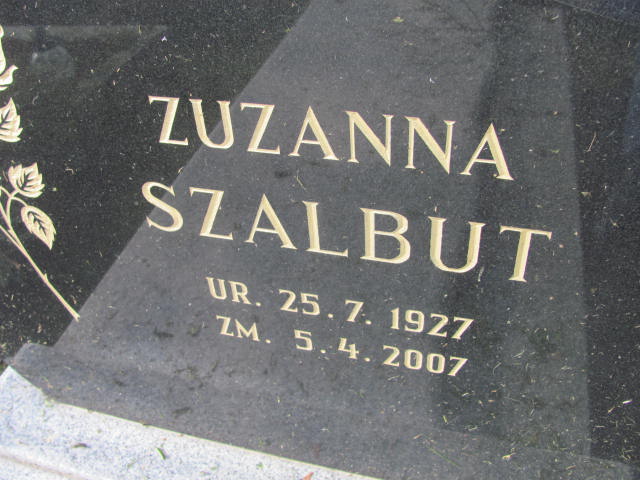 ZUZANNA
SZALBUT
UR. 25.7.1927
ZM. 5.4.2007